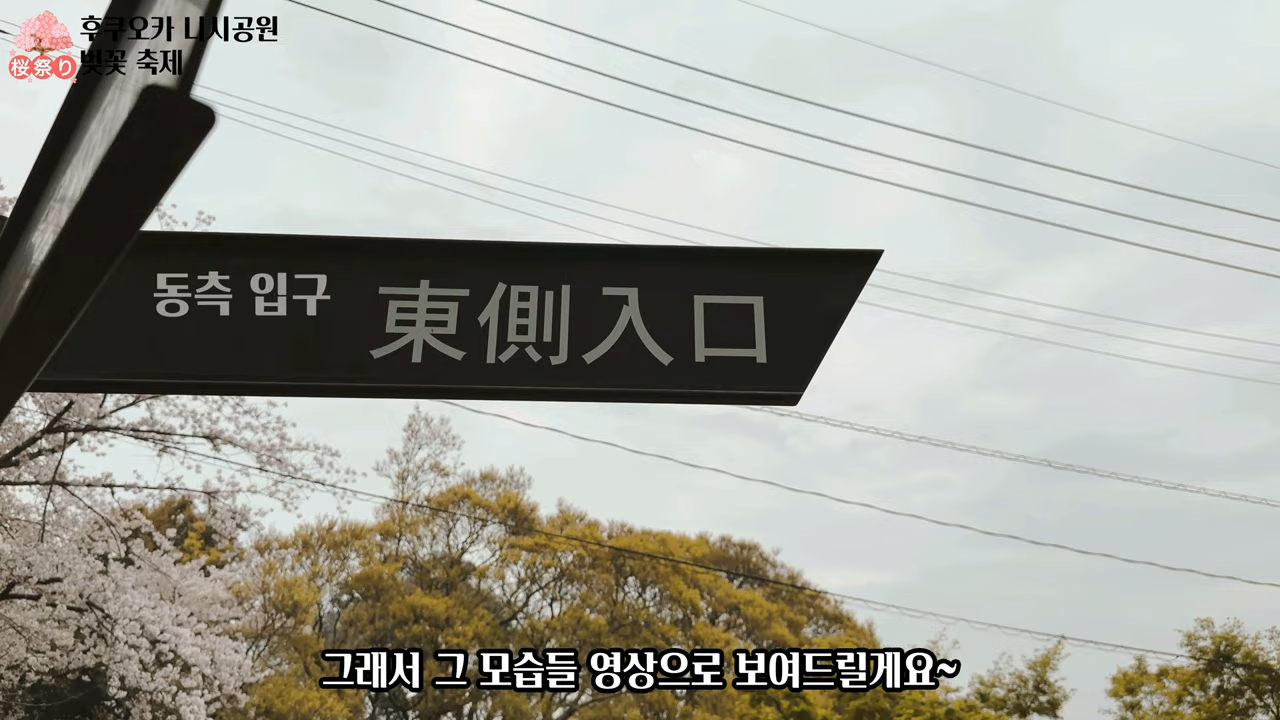 후쿠오카 니시공원
桜祭り
벚꽃 축제
동측 입구 東側入口
그래서 그 모습들 영상으로 보여드릴게요~